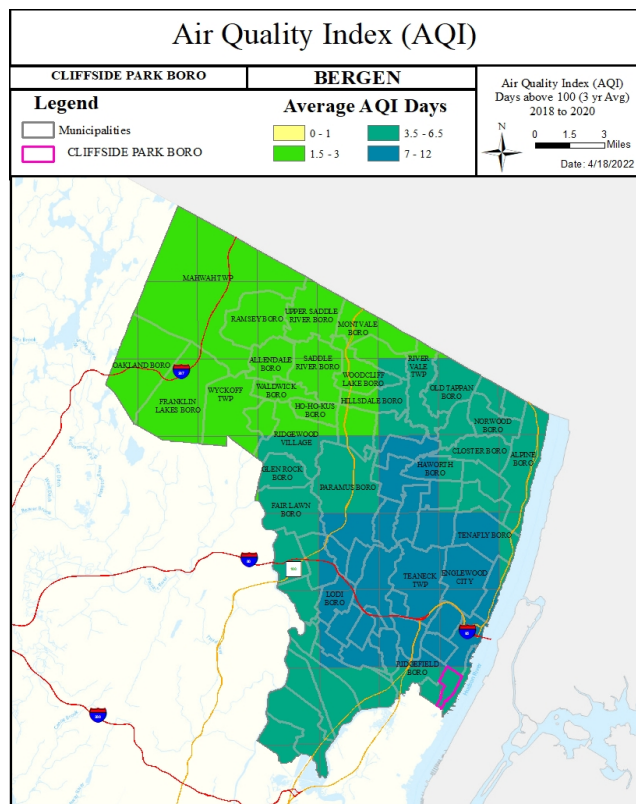 Air Quality Index (AQI)
CLIFFSIDE PARK BORO
BERGEN
Legend
Municipalities
CLIFFSIDE PARK BORO
Average AQI Days
0 - 1
1.5 - 3
3.5 - 6.5
7 - 12
Air Quality Index (AQI)
Days above 100 (3 yr Avg)
2018 to 2020
N
0 1.5 3
Miles
Date: 4/18/2022
MAHWAH TWP
RAMSEY BORO
UPPER SADDLE
RIVER BORO
MONTVALE
BORO
OAKLAND BORO
287
FRANKLIN
LAKES BORO
WYCKOFF
TWP
ALLENDALE
BORO
SADDLE
RIVER BORO
WALDWICK
BORO
HO-HO-KUS
BORO
WOODCLIFF
LAKE BORO
HILLSDALE BORO
RIVER
VALE
TWP
OLD TAPPAN
BORO
NORWOOD
BORO
RIDGEWOOD
VILLAGE
CLOSTER BORO
ALPINE
BORO
HAWORTH
BORO
GLEN ROCK
BORO
PARAMUS BORO
FAIR LAWN
BORO
TENAFLY BORO
80
TEANECK
TWP
ENGLEWOOD
CITY
LODI
BORO
95
RIDGEFIELD
BORO
280